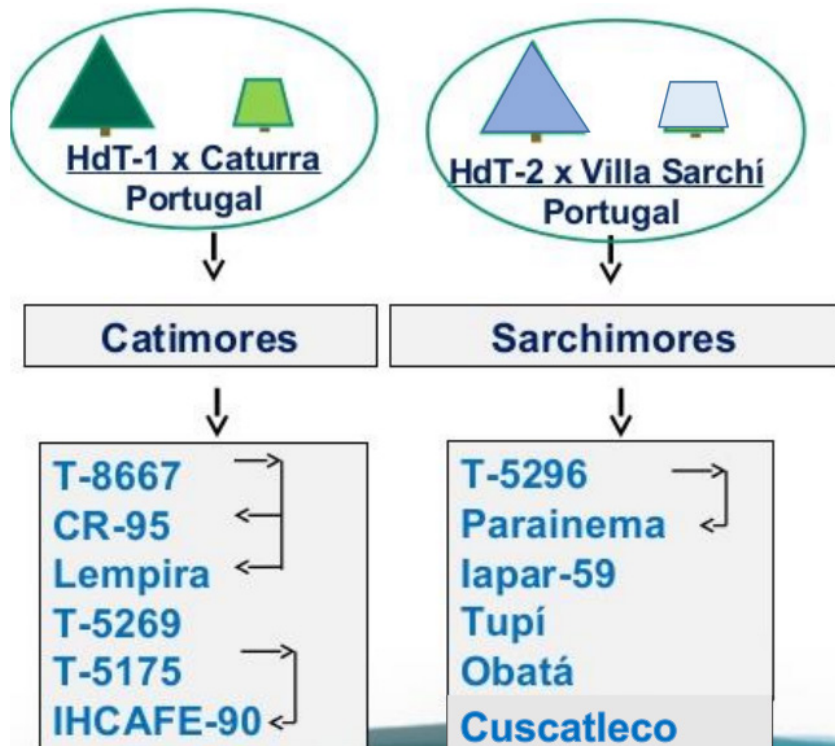 HdT-1 x Caturra
Portugal
HdT-2 x Villa Sarchí
Portugal
Catimores
Sarchimores
T-8667
CR-95
Lempira
T-5269
T-5175
IHCAFE-90
T-5296
Parainema
Iapar-59
Tupí
Obatá
Cuscatleco